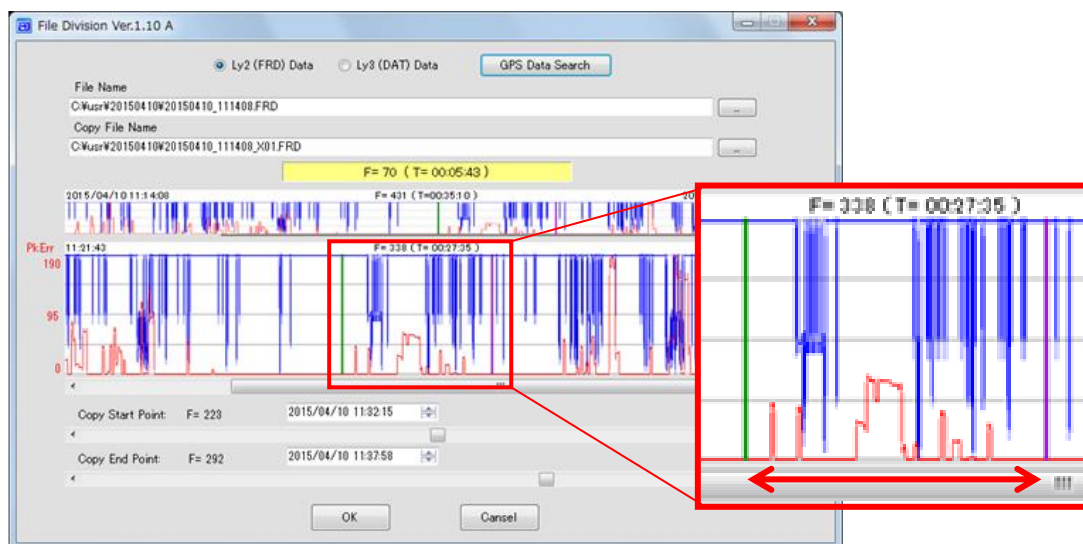 File Division Ver.1.10 A
Ly2 (FRD) Data Ly3 (DAT) Data GPS Data Search
File Name
C:¥usr¥20150410¥20150410_111408.FRD ...
Copy File Name
C:¥usr¥20150410¥20150410_111408_X01.FRD ...
F= 70 ( T= 00:05:43 )
2015/04/10 11:14:08 F= 431 ( T=00:35:10 ) 20
PkErr 11:21:43 F= 338 ( T= 00:27:35 )
190
95
0
Copy Start Point: F= 223 2015/04/10 11:32:15
Copy End Point: F= 292 2015/04/10 11:37:58
OK Cansel
F= 338 ( T= 00:27:35 )